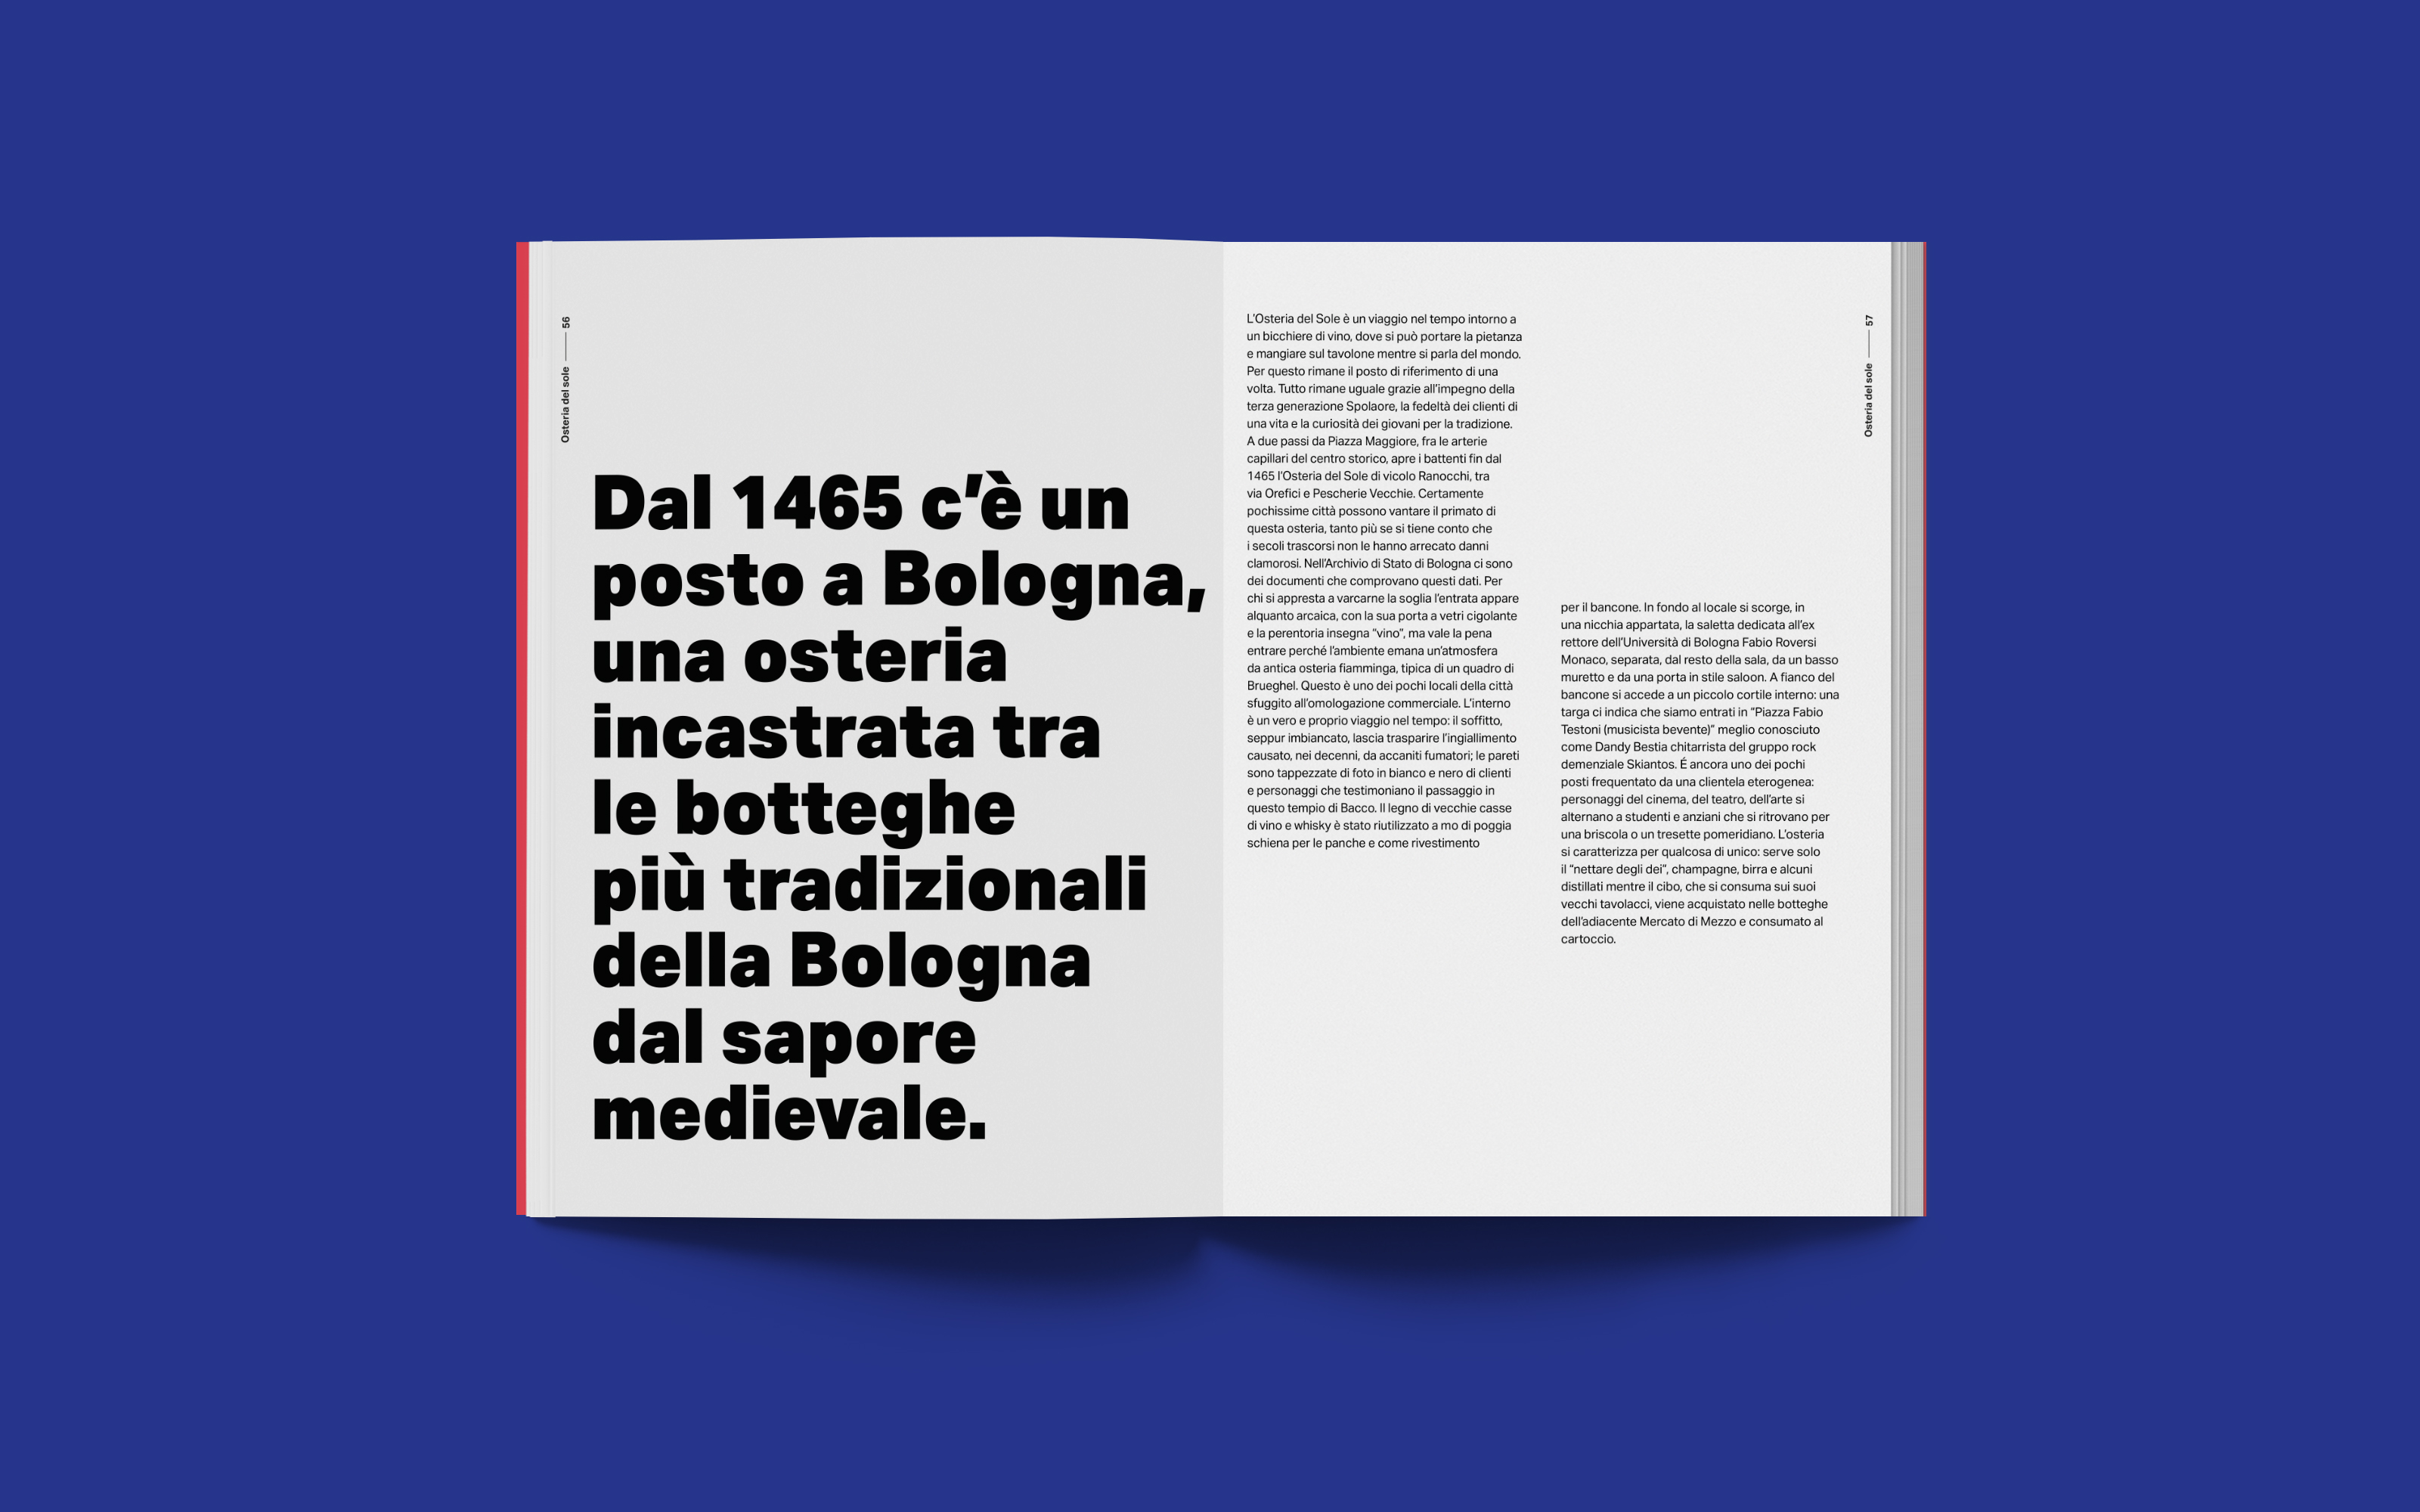 Osteria del sole 56
Dal 1465 c’è un
posto a Bologna,
una osteria
incastrata tra
le botteghe
più tradizionali
della Bologna
dal sapore
medievale.
L’Osteria del Sole è un viaggio nel tempo intorno a
un bicchiere di vino, dove si può portare la pietanza
e mangiare sul tavolone mentre si parla del mondo.
Per questo rimane il posto di riferimento di una
volta. Tutto rimane uguale grazie all’impegno della
terza generazione Spolaore, la fedeltà dei clienti di
una vita e la curiosità dei giovani per la tradizione.
A due passi da Piazza Maggiore, fra le arterie
capillari del centro storico, apre i battenti fin dal
1465 l’Osteria del Sole di vicolo Ranocchi, tra
via Orefici e Pescherie Vecchie. Certamente
pochissime città possono vantare il primato di
questa osteria, tanto più se si tiene conto che
i secoli trascorsi non le hanno arrecato danni
clamorosi. Nell’Archivio di Stato di Bologna ci sono
dei documenti che comprovano questi dati. Per
chi si appresta a varcarne la soglia l’entrata appare
alquanto arcaica, con la sua porta a vetri cigolante
e la perentoria insegna “vino”, ma vale la pena
entrare perché l’ambiente emana un’atmosfera
da antica osteria fiamminga, tipica di un quadro di
Brueghel. Questo è uno dei pochi locali della città
sfuggito all’omologazione commerciale. L’interno
è un vero e proprio viaggio nel tempo: il soffitto,
seppur imbiancato, lascia trasparire l’ingiallimento
causato, nei decenni, da accaniti fumatori; le pareti
sono tappezzate di foto in bianco e nero di clienti
e personaggi che testimoniano il passaggio in
questo tempio di Bacco. Il legno di vecchie casse
di vino e whisky è stato riutilizzato a mo di poggia
schiena per le panche e come rivestimento
per il bancone. In fondo al locale si scorge, in
una nicchia appartata, la saletta dedicata all’ex
rettore dell’Università di Bologna Fabio Roversi
Monaco, separata, dal resto della sala, da un basso
muretto e da una porta in stile saloon. A fianco del
bancone si accede a un piccolo cortile interno: una
targa ci indica che siamo entrati in “Piazza Fabio
Testoni (musicista bevente)” meglio conosciuto
come Dandy Bestia chitarrista del gruppo rock
demenziale Skiantos. É ancora uno dei pochi
posti frequentato da una clientela eterogenea:
personaggi del cinema, del teatro, dell’arte si
alternano a studenti e anziani che si ritrovano per
una briscola o un tresette pomeridiano. L’osteria
si caratterizza per qualcosa di unico: serve solo
il “nettare degli dei”, champagne, birra e alcuni
distillati mentre il cibo, che si consuma sui suoi
vecchi tavolacci, viene acquistato nelle botteghe
dell’adiacente Mercato di Mezzo e consumato al
cartoccio.
Osteria del sole 57